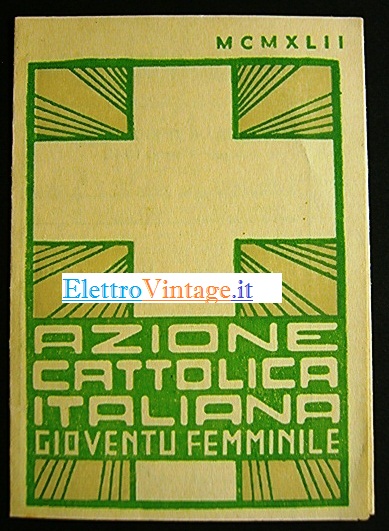 MCMXLII
ElettroVintage.it
AZIONE
CATTOLICA
ITALIANA
GIOVENTU FEMMINILE